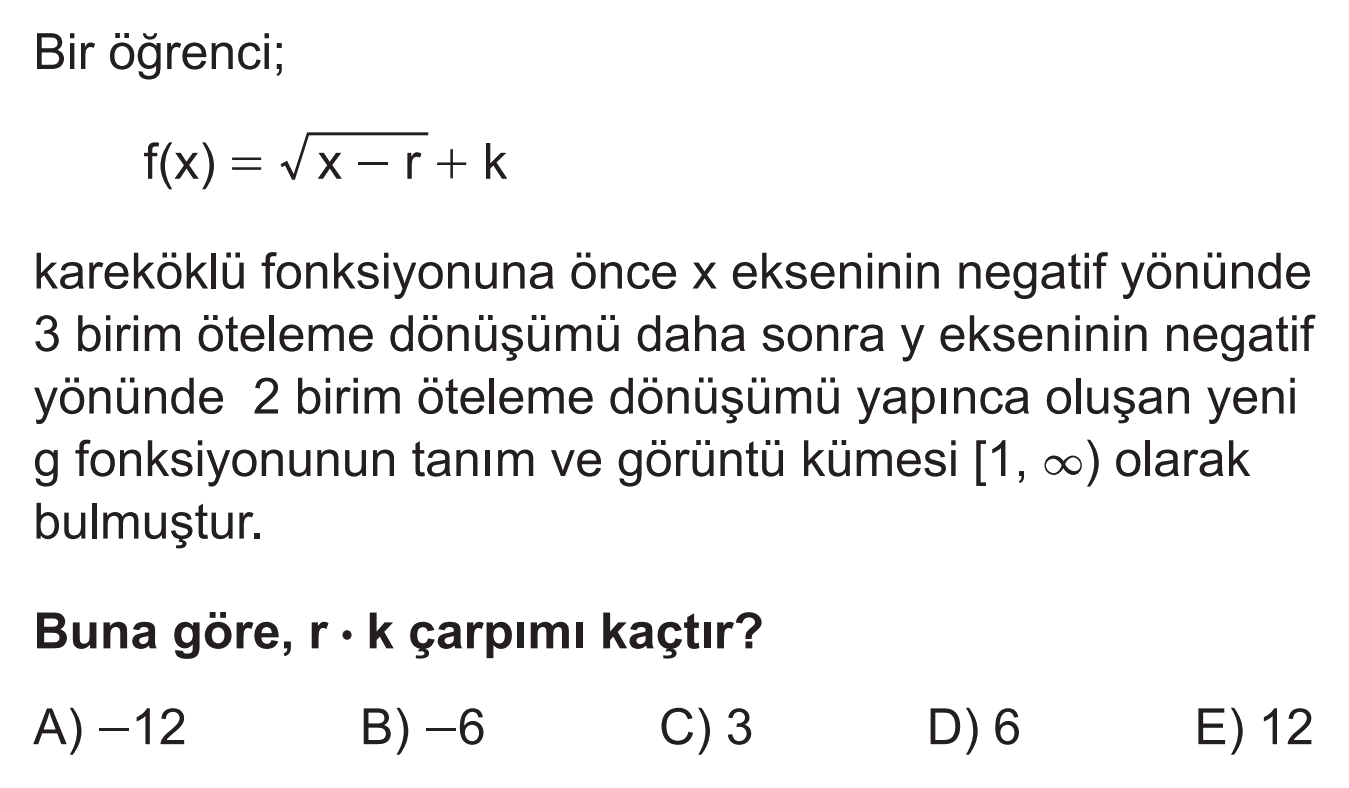 Bir öğrenci;
f(x) = √(x – r) + k
kareköklü fonksiyonuna önce x ekseninin negatif yönünde
3 birim öteleme dönüşümü daha sonra y ekseninin negatif
yönünde 2 birim öteleme dönüşümü yapınca oluşan yeni
g fonksiyonunun tanım ve görüntü kümesi [1, ∞) olarak
bulmuştur.
Buna göre, r · k çarpımı kaçtır?
A) –12 B) –6 C) 3 D) 6 E) 12